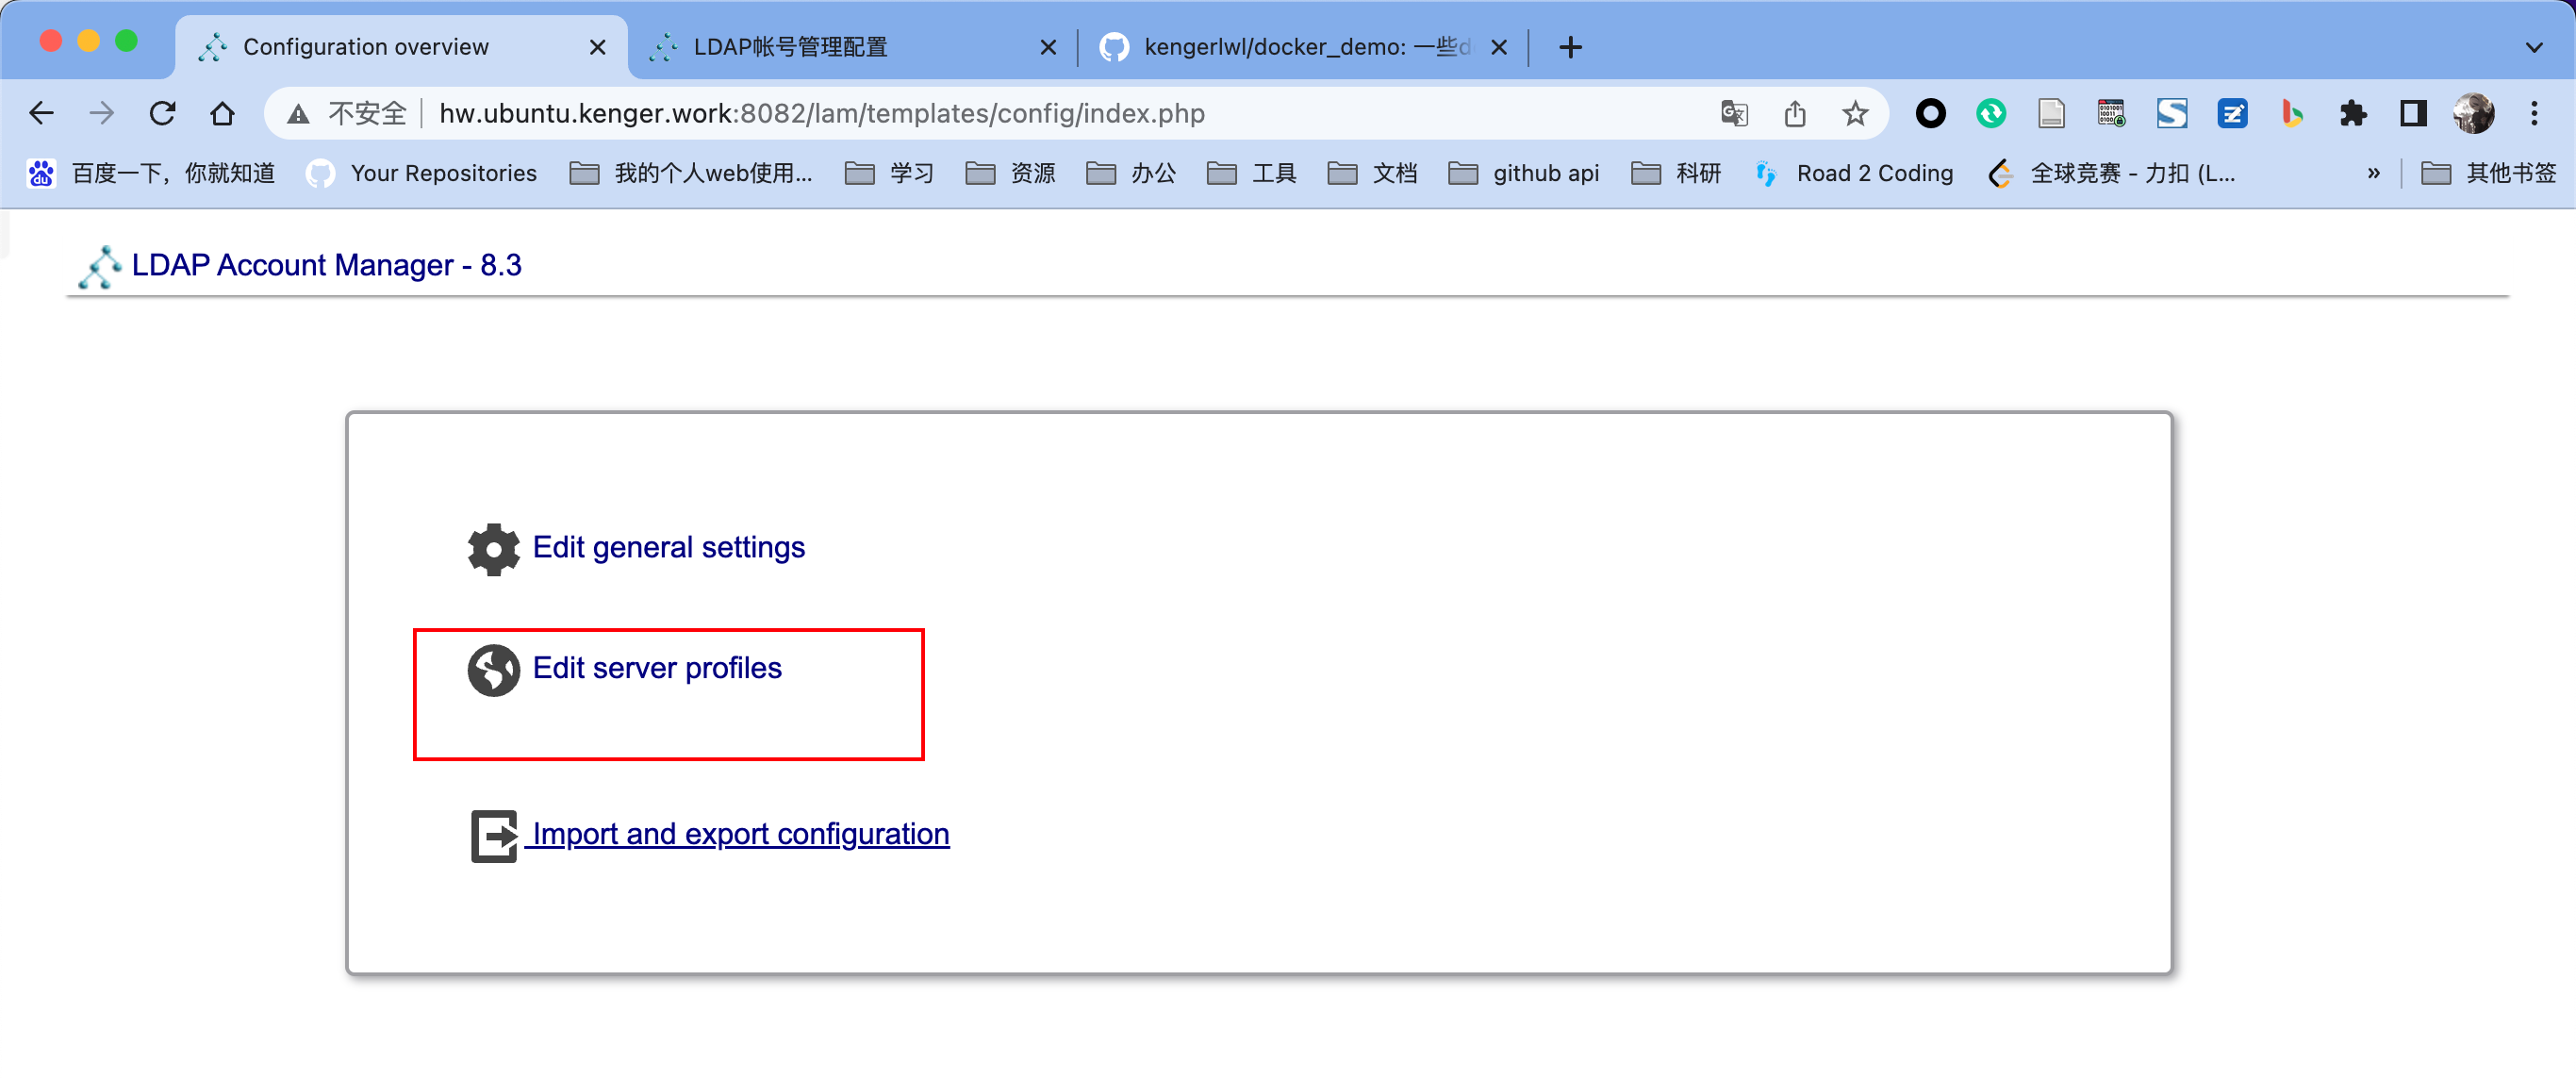 Configuration overview
LDAP帐号管理配置
kengerlwl/docker_demo: 一些d
不安全
hw.ubuntu.kenger.work:8082/lam/templates/config/index.php
百度一下，你就知道
Your Repositories
我的个人web使用...
学习
资源
办公
工具
文档
github api
科研
Road 2 Coding
全球竞赛 - 力扣 (L...
»
其他书签
LDAP Account Manager - 8.3
Edit general settings
Edit server profiles
Import and export configuration